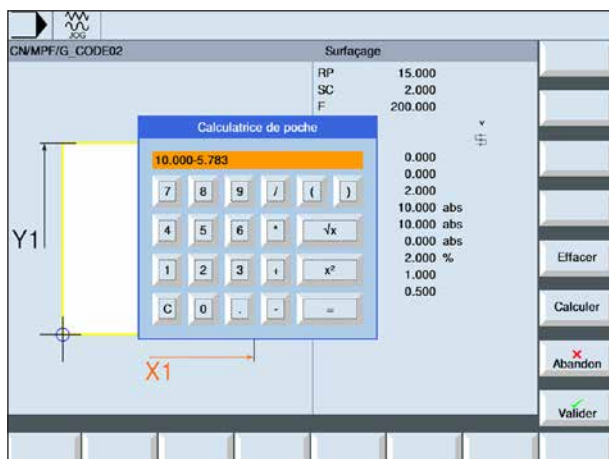 JOG
CN/MPF/G_CODE02
Surfaçage
RP 15.000
SC 2.000
F 200.000
Calculatrice de poche
10.000-5.783
7 8 9 / ( )
4 5 6 * √x
1 2 3 + x²
C 0 . - =
0.000
0.000
2.000
10.000 abs
10.000 abs
0.000 abs
2.000 %
1.000
0.500
Y1
X1
Effacer
Calculer
Abandon
Valider